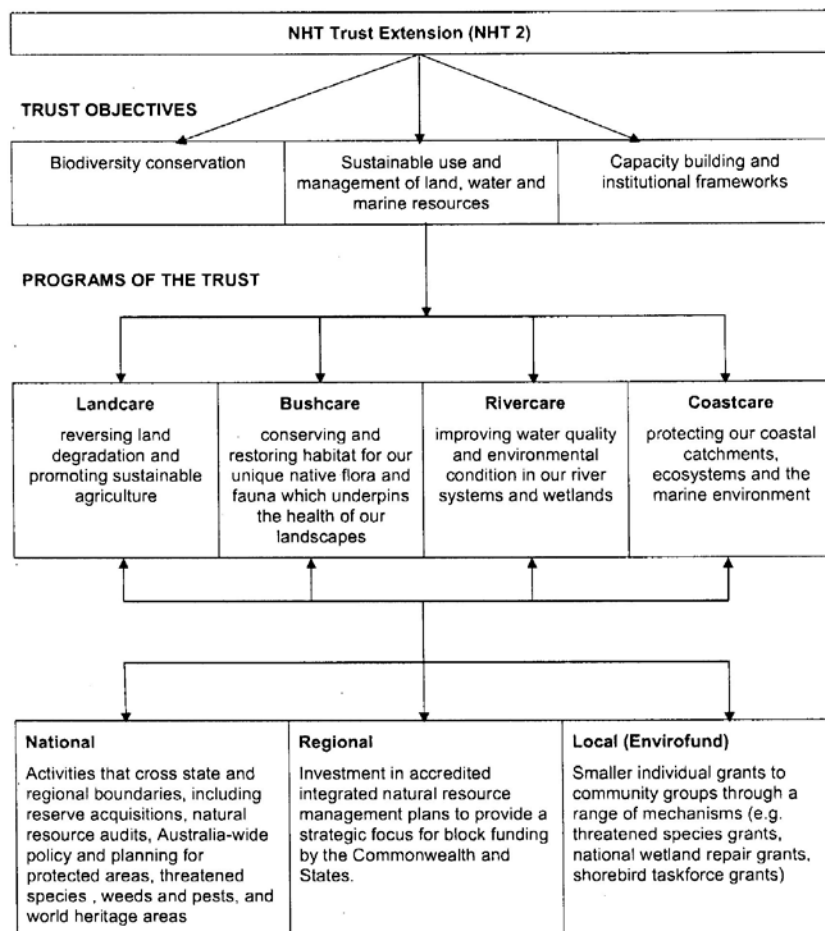 NHT Trust Extension (NHT 2)
TRUST OBJECTIVES
Biodiversity conservation
Sustainable use and
management of land, water and
marine resources
Capacity building and
institutional frameworks
PROGRAMS OF THE TRUST
Landcare
reversing land
degradation and
promoting sustainable
agriculture
Bushcare
conserving and
restoring habitat for our
unique native flora and
fauna which underpins
the health of our
landscapes
Rivercare
improving water quality
and environmental
condition in our river
systems and wetlands
Coastcare
protecting our coastal
catchments,
ecosystems and the
marine environment
National
Activities that cross state and
regional boundaries, including
reserve acquisitions, natural
resource audits, Australia-wide
policy and planning for
protected areas, threatened
species , weeds and pests, and
world heritage areas
Regional
Investment in accredited
integrated natural resource
management plans to provide a
strategic focus for block funding
by the Commonwealth and
States.
Local (Envirofund)
Smaller individual grants to
community groups through a
range of mechanisms (e.g.
threatened species grants,
national wetland repair grants,
shorebird taskforce grants)